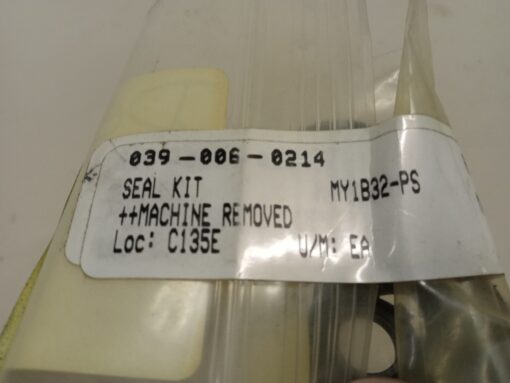 039-006-0214
SEAL KIT MY1B32-PS
++MACHINE REMOVED
Loc: C135E U/M: EA